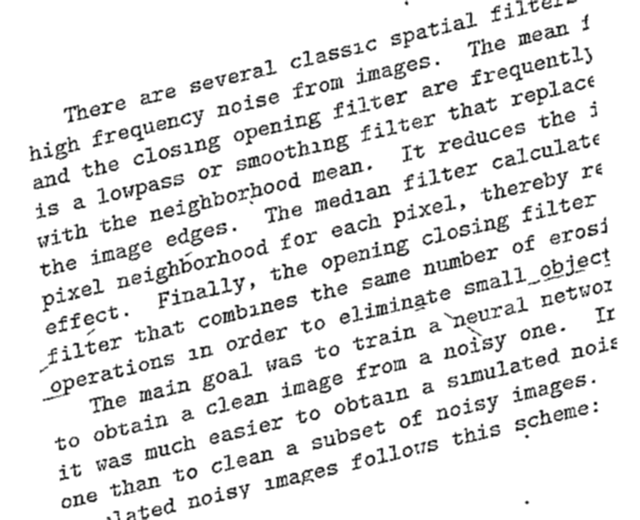 There are several classic spatial filters
high frequency noise from images. The mean
and the closing opening filter are frequently
is a lowpass or smoothing filter that replace
with the neighborhood mean. It reduces the
the image edges. The median filter calculate
pixel neighborhood for each pixel, thereby re
effect. Finally, the opening closing filter
filter that combines the same number of erosi
operations in order to eliminate small object
The main goal was to train a neural networ
to obtain a clean image from a noisy one. In
it was much easier to obtain a simulated nois
one than to clean a subset of noisy images.
ulated noisy images follows this scheme: